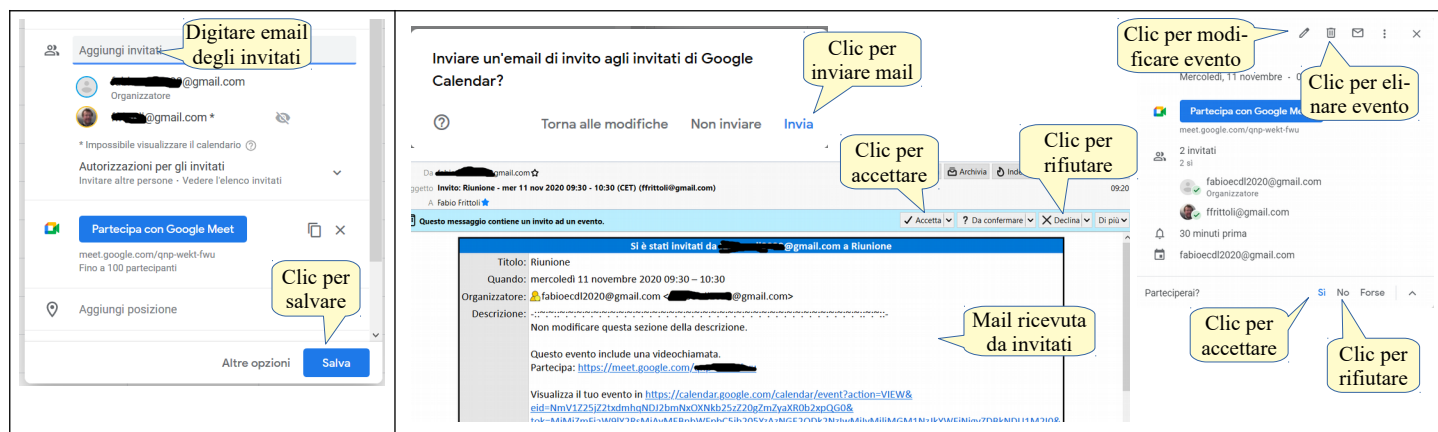 Aggiungi invitati
Digitare email
degli invitati
@gmail.com
Organizzatore
@gmail.com *
* Impossibile visualizzare il calendario
Autorizzazioni per gli invitati
Invitare altre persone - Vedere l'elenco invitati
Partecipa con Google Meet
meet.google.com/qnp-wekt-fwu
Fino a 100 partecipanti
Clic per
salvare
Aggiungi posizione
Altre opzioni Salva
Inviare un'email di invito agli invitati di Google
Calendar?
Clic per
inviare mail
Torna alle modifiche Non inviare Invia
Clic per
accettare
Clic per
rifiutare
Da gmail.com
Archivia
ggetto Invito: Riunione - mer 11 nov 2020 09:30 - 10:30 (CET) (ffrittoli@gmail.com) 09:20
A Fabio Frittoli
Questo messaggio contiene un invito ad un evento. Accetta ? Da confermare Declina Di più
Si è stati invitati da @gmail.com a Riunione
Titolo: Riunione
Quando: mercoledì 11 novembre 2020 09:30 – 10:30
Organizzatore: fabioecdl2020@gmail.com < @gmail.com>
Descrizione:
Non modificare questa sezione della descrizione.
Questo evento include una videochiamata.
Partecipa: https://meet.google.com/
Visualizza il tuo evento in https://calendar.google.com/calendar/event?action=VIEW&
Mail ricevuta
da invitati
Clic per modi-
ficare evento
Clic per eli-
nare evento
Mercoledì, 11 novembre
Partecipa con Google Me
meet.google.com/qnp-wekt-fwu
2 invitati
2 sì
fabioecdl2020@gmail.com
Organizzatore
ffrittoli@gmail.com
30 minuti prima
fabioecdl2020@gmail.com
Parteciperai? Sì No Forse
Clic per
accettare
Clic per
rifiutare